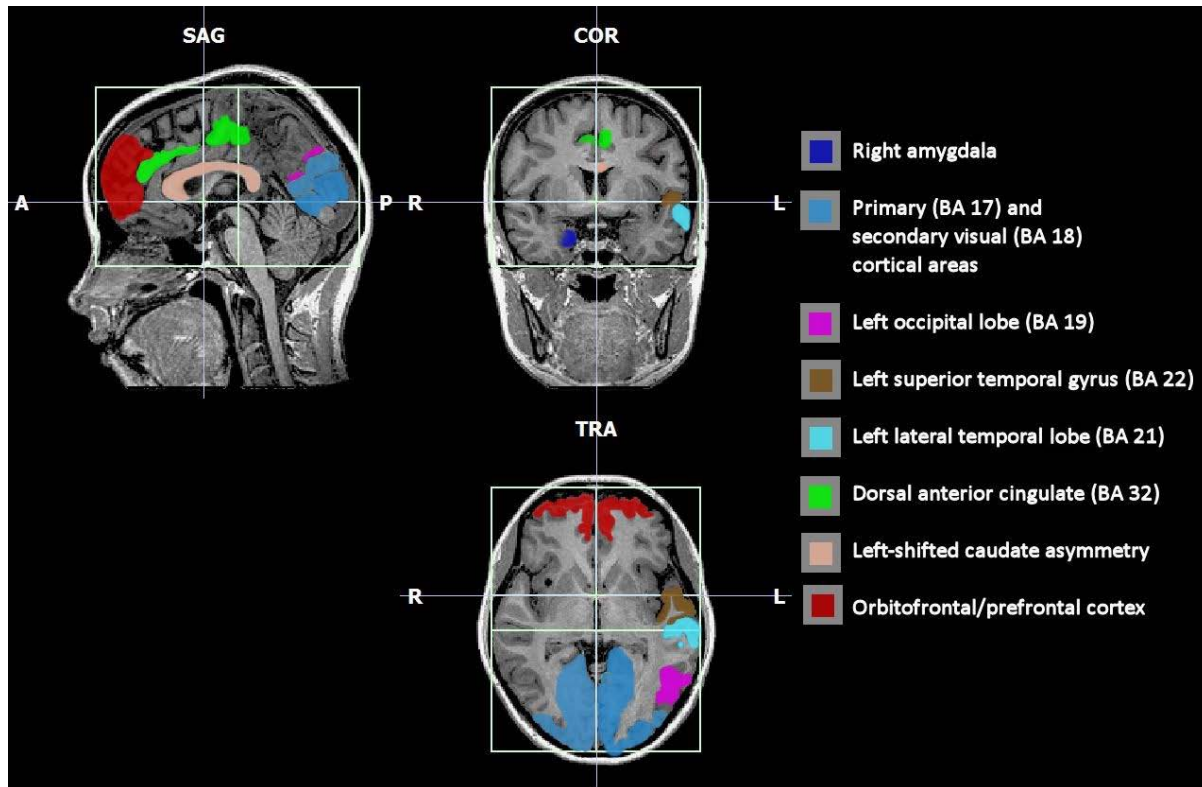 SAG
COR
A
P
R
L
TRA
R
L
Right amygdala
Primary (BA 17) and
secondary visual (BA 18)
cortical areas
Left occipital lobe (BA 19)
Left superior temporal gyrus (BA 22)
Left lateral temporal lobe (BA 21)
Dorsal anterior cingulate (BA 32)
Left-shifted caudate asymmetry
Orbitofrontal/prefrontal cortex